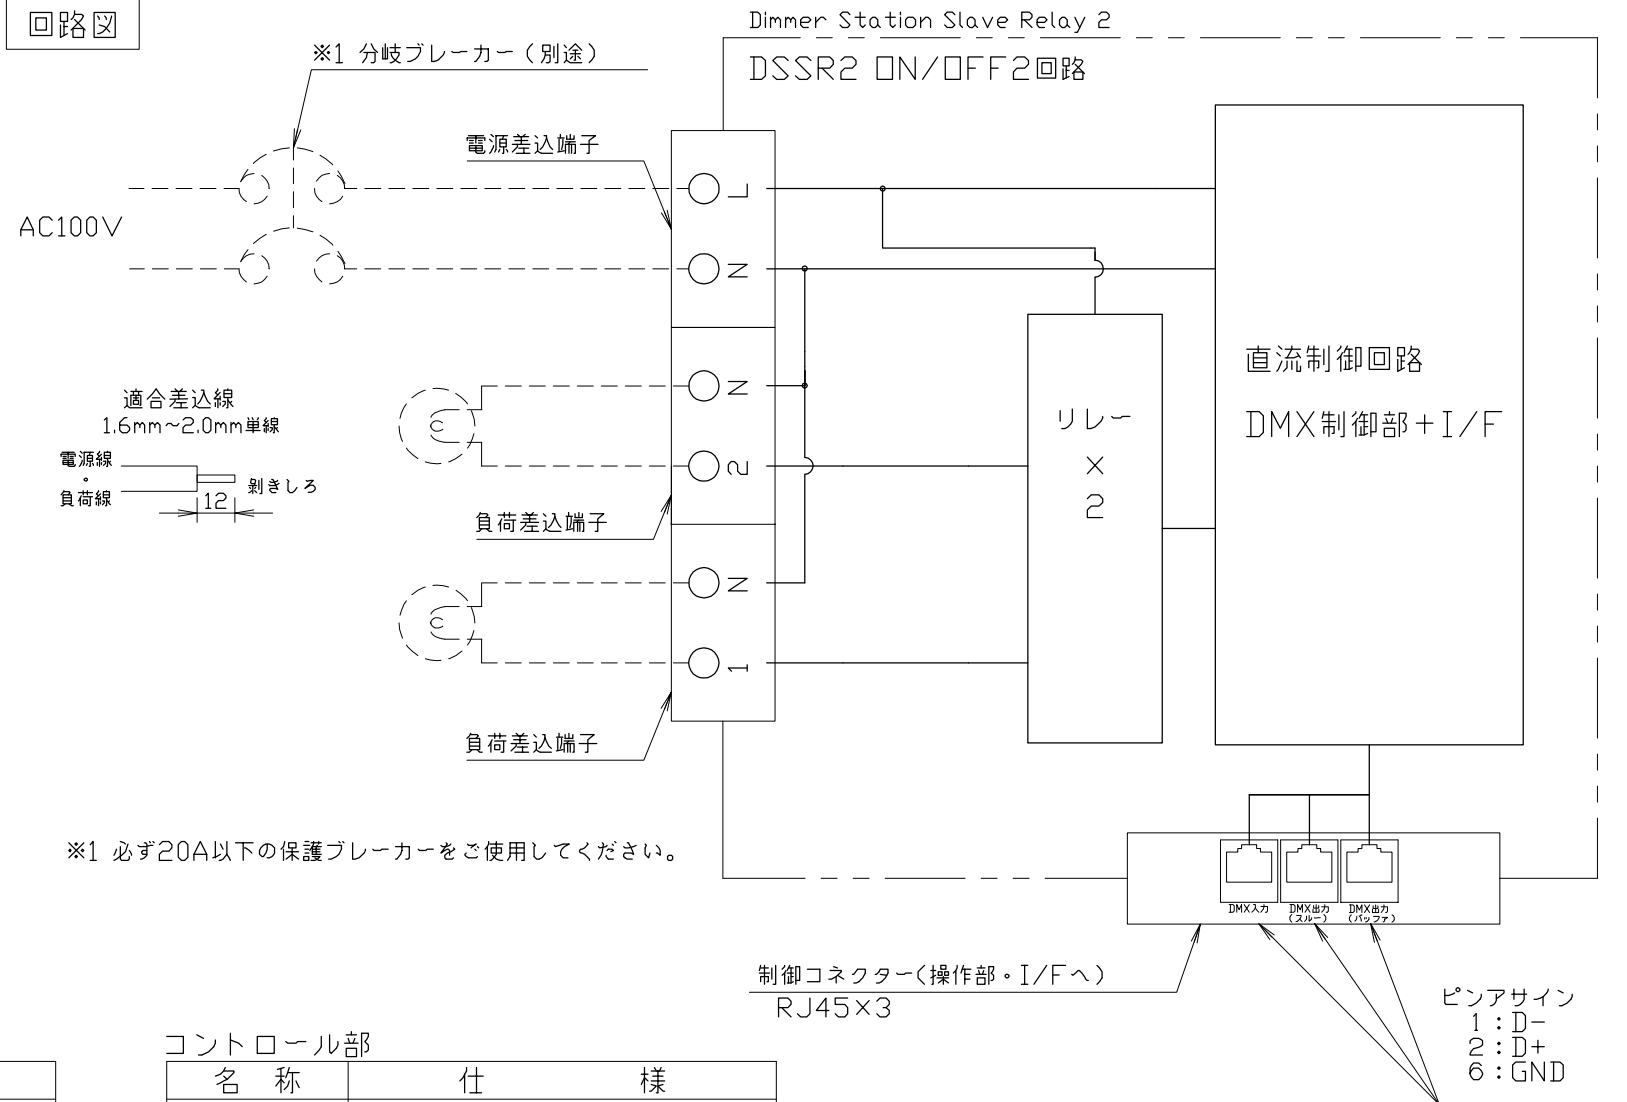 回路図
Dimmer Station Slave Relay 2
DSSR2 ON/OFF2回路
※1 分岐ブレーカー（別途）
電源差込端子
AC100V
L
N
N
2
N
1
適合差込線
1.6mm～2.0mm単線
電源線
・
負荷線
12
剝きしろ
負荷差込端子
負荷差込端子
リレー
×
2
直流制御回路
DMX制御部＋I/F
※1 必ず20A以下の保護ブレーカーをご使用してください。
DMX入力
DMX出力
（スルー）
DMX出力
（バッファ）
制御コネクター(操作部・I/Fへ)
RJ45×3
ピンアサイン
1：D-
2：D+
6：GND
コントロール部
名 称
仕 様